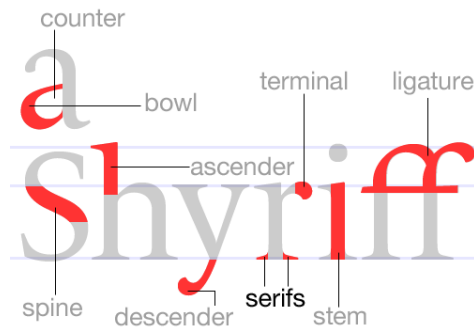 counter
a
bowl
terminal
ligature
ascender
Shyriff
spine
descender
serifs
stem